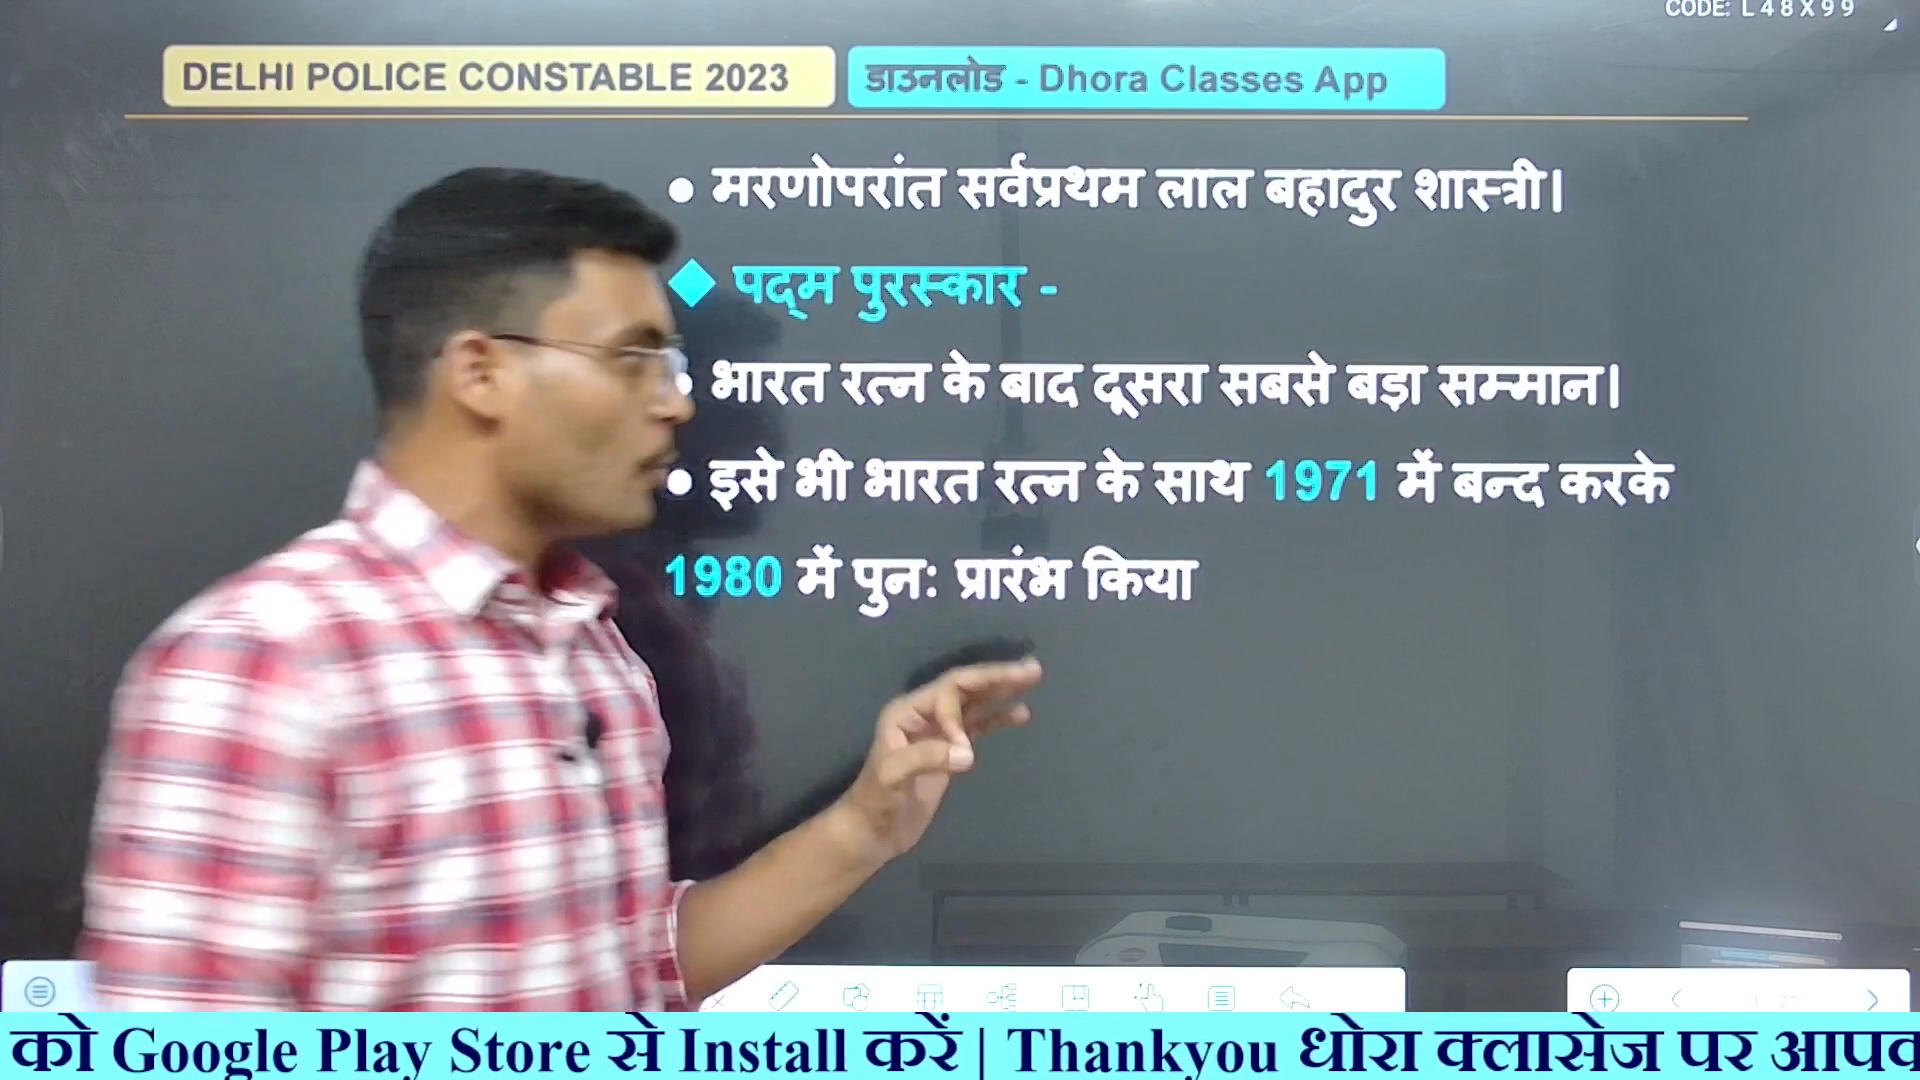 CODE: L48X99
DELHI POLICE CONSTABLE 2023
डाउनलोड - Dhora Classes App
• मरणोपरांत सर्वप्रथम लाल बहादुर शास्त्री।
◆ पद्म पुरस्कार -
• भारत रत्न के बाद दूसरा सबसे बड़ा सम्मान।
• इसे भी भारत रत्न के साथ 1971 में बन्द करके
1980 में पुनः प्रारंभ किया
को Google Play Store से Install करें | Thankyou धोरा क्लासेज पर आपक